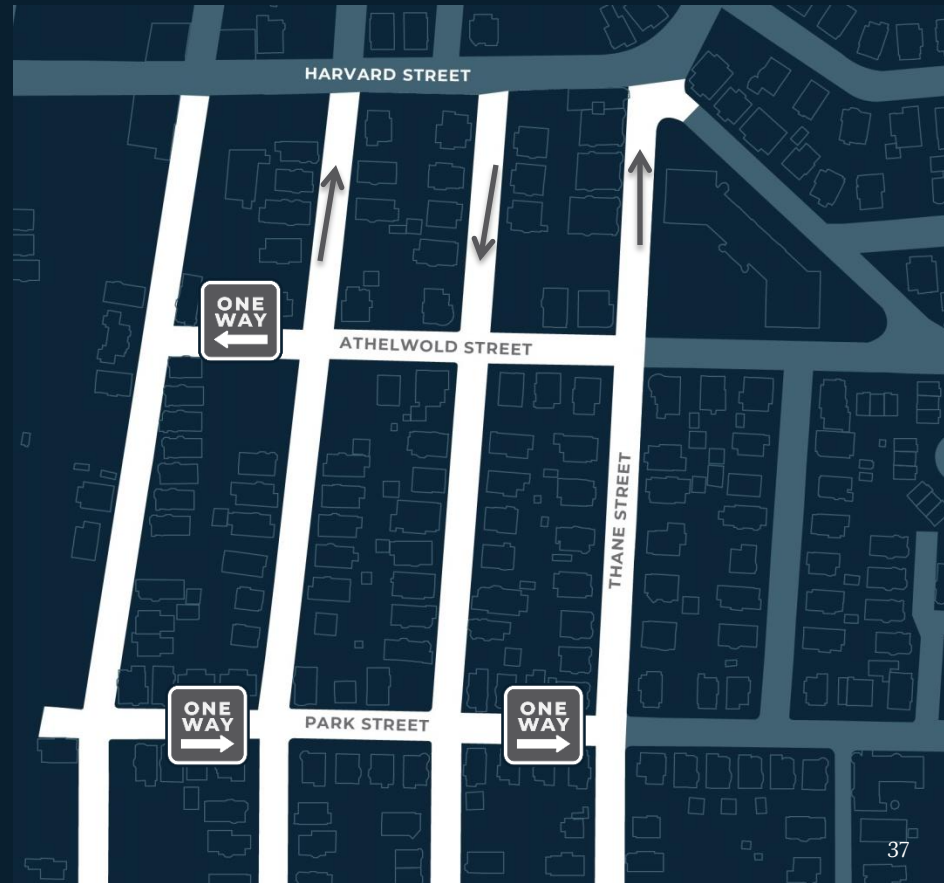 HARVARD STREET
ONE
WAY
ATHELWOLD STREET
THANE STREET
ONE
WAY
PARK STREET
ONE
WAY
37